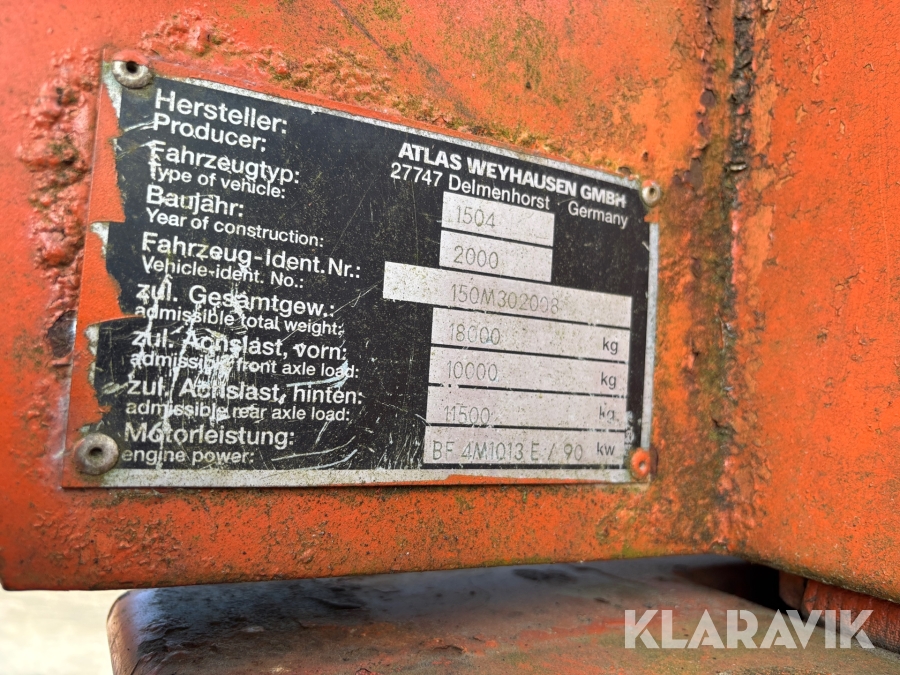 Hersteller:
Producer:
ATLAS WEYHAUSEN GMBH
27747 Delmenhorst Germany
Fahrzeugtyp:
Type of vehicle:
1504
Baujahr:
Year of construction:
2000
Fahrzeug-Ident.Nr.:
Vehicle-ident. No.:
150M302008
zul. Gesamtgew.:
admissible total weight:
18000 kg
zul. Achslast, vorn:
admissible front axle load:
10000 kg
zul. Achslast, hinten:
admissible rear axle load:
11500 kg
Motorleistung:
engine power:
BF 4M1013 E / 90 kw
KLARAVIK